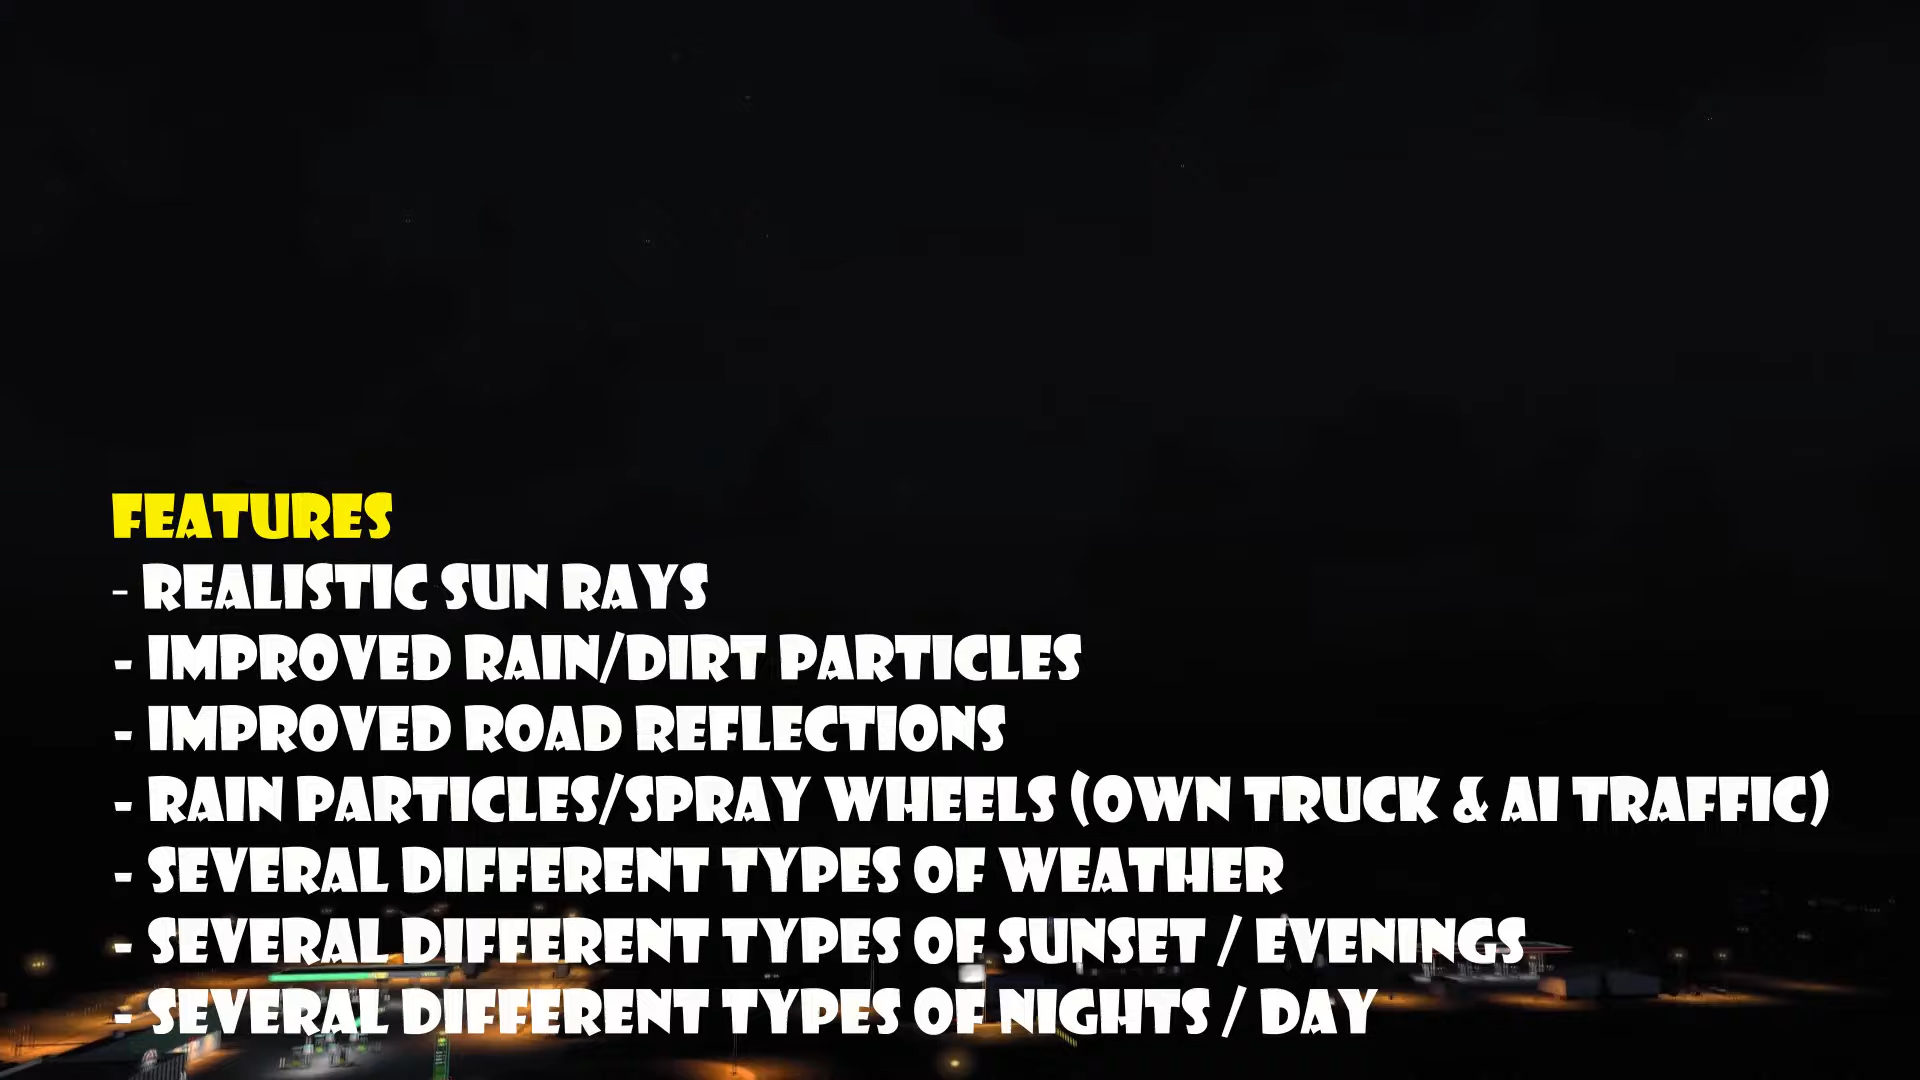 FEATURES
- REALISTIC SUN RAYS
- IMPROVED RAIN/DIRT PARTICLES
- IMPROVED ROAD REFLECTIONS
- RAIN PARTICLES/SPRAY WHEELS (OWN TRUCK & AI TRAFFIC)
- SEVERAL DIFFERENT TYPES OF WEATHER
- SEVERAL DIFFERENT TYPES OF SUNSET / EVENINGS
- SEVERAL DIFFERENT TYPES OF NIGHTS / DAY